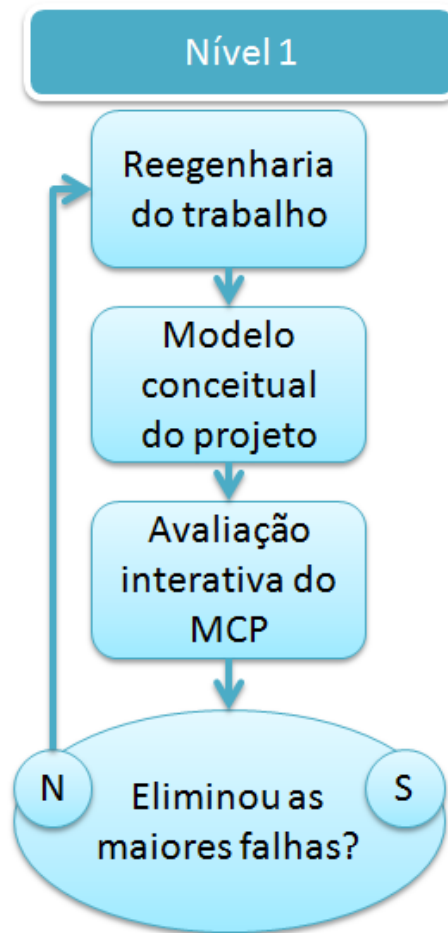 Nível 1
Reegenharia
do trabalho
Modelo
conceitual
do projeto
Avaliação
interativa do
MCP
N
Eliminou as
maiores falhas?
S